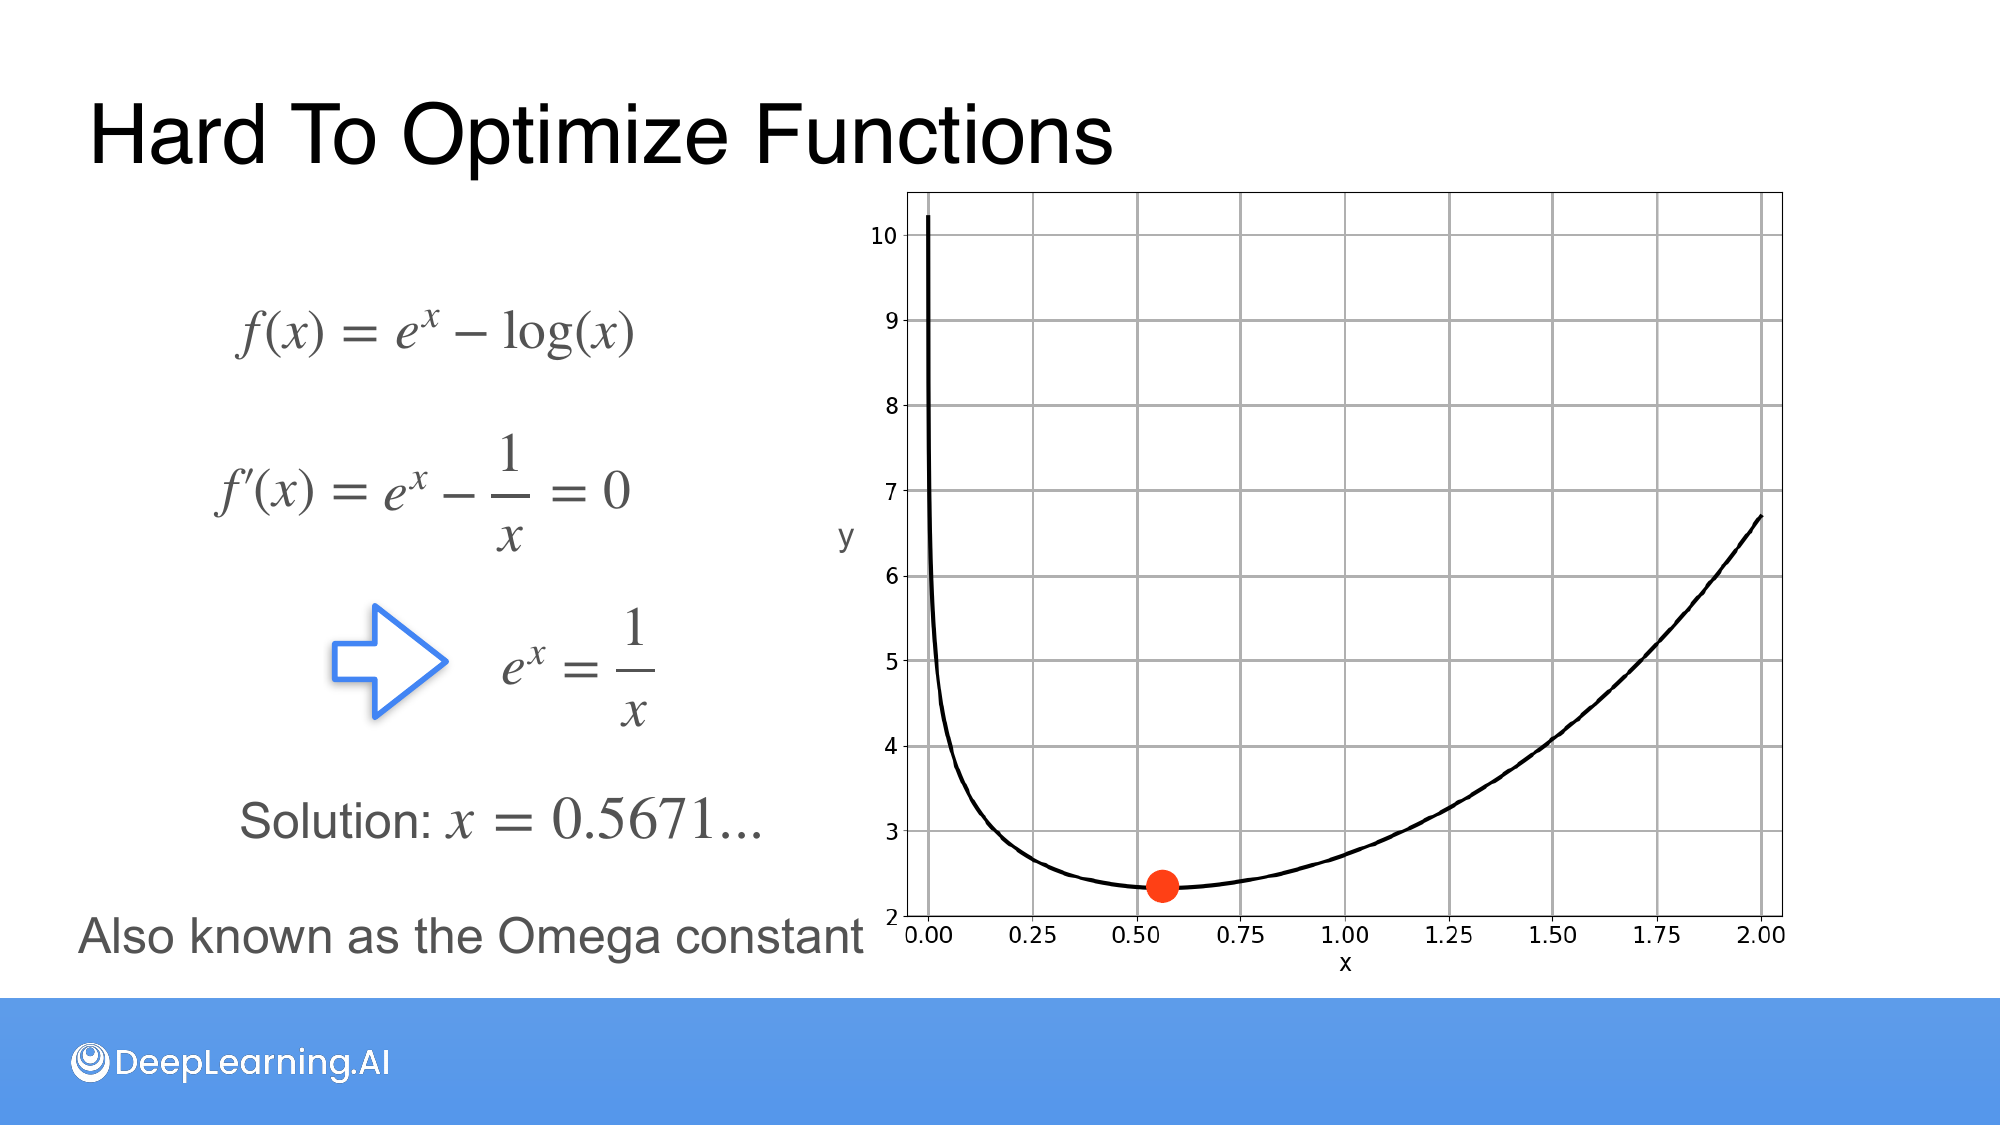 Hard To Optimize Functions
f(x) = e^x − log(x)
f′(x) = e^x − 1/x = 0
e^x = 1/x
Solution: x = 0.5671...
Also known as the Omega constant
y
10
9
8
7
6
5
4
3
2
0.00 0.25 0.50 0.75 1.00 1.25 1.50 1.75 2.00
x
DeepLearning.AI